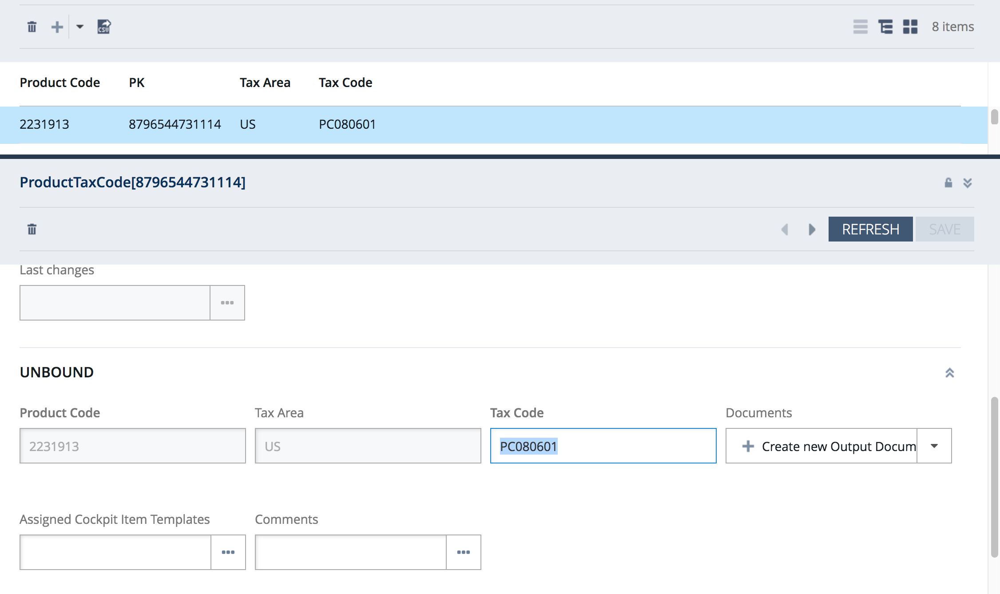 CSV
8 items
Product Code PK Tax Area Tax Code
2231913 8796544731114 US PC080601
ProductTaxCode[8796544731114]
REFRESH SAVE
Last changes
UNBOUND
Product Code Tax Area Tax Code Documents
2231913 US PC080601 Create new Output Docum
Assigned Cockpit Item Templates Comments